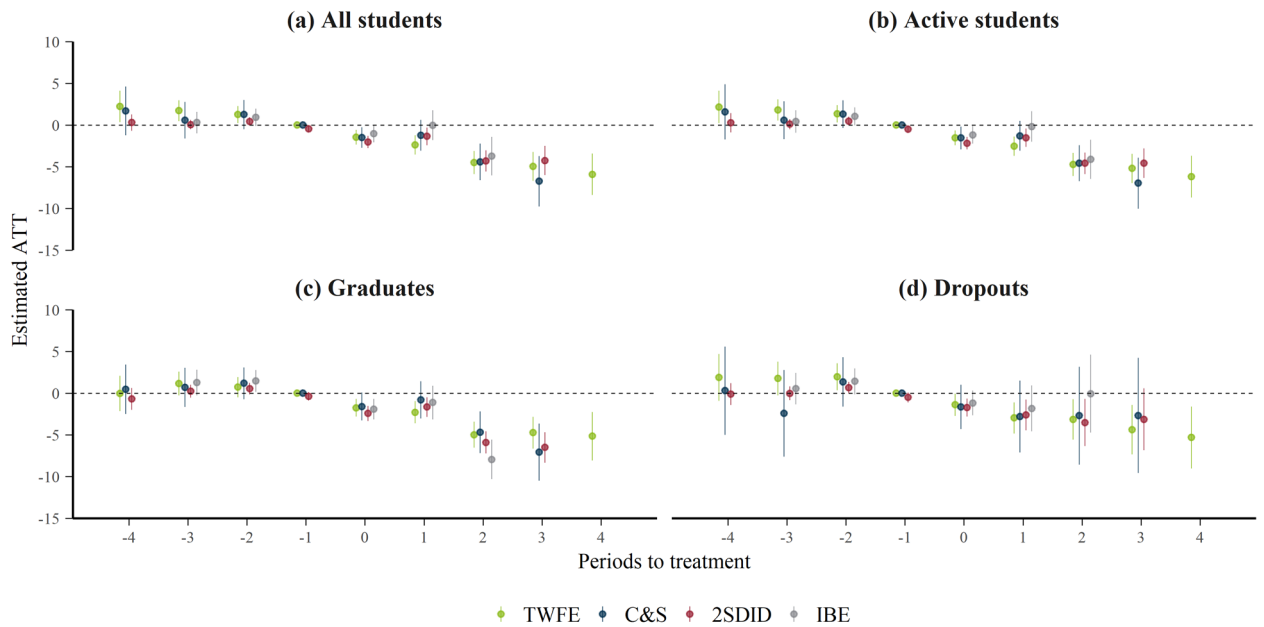 (a) All students
(b) Active students
10
5
0
-5
-10
-15
(c) Graduates
(d) Dropouts
10
5
0
-5
-10
-15
-4 -3 -2 -1 0 1 2 3 4
-4 -3 -2 -1 0 1 2 3 4
Estimated ATT
Periods to treatment
TWFE C&S 2SDID IBE